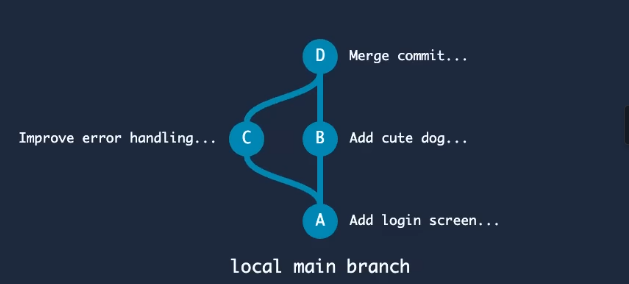 D Merge commit...
Improve error handling... C B Add cute dog...
A Add login screen...
local main branch